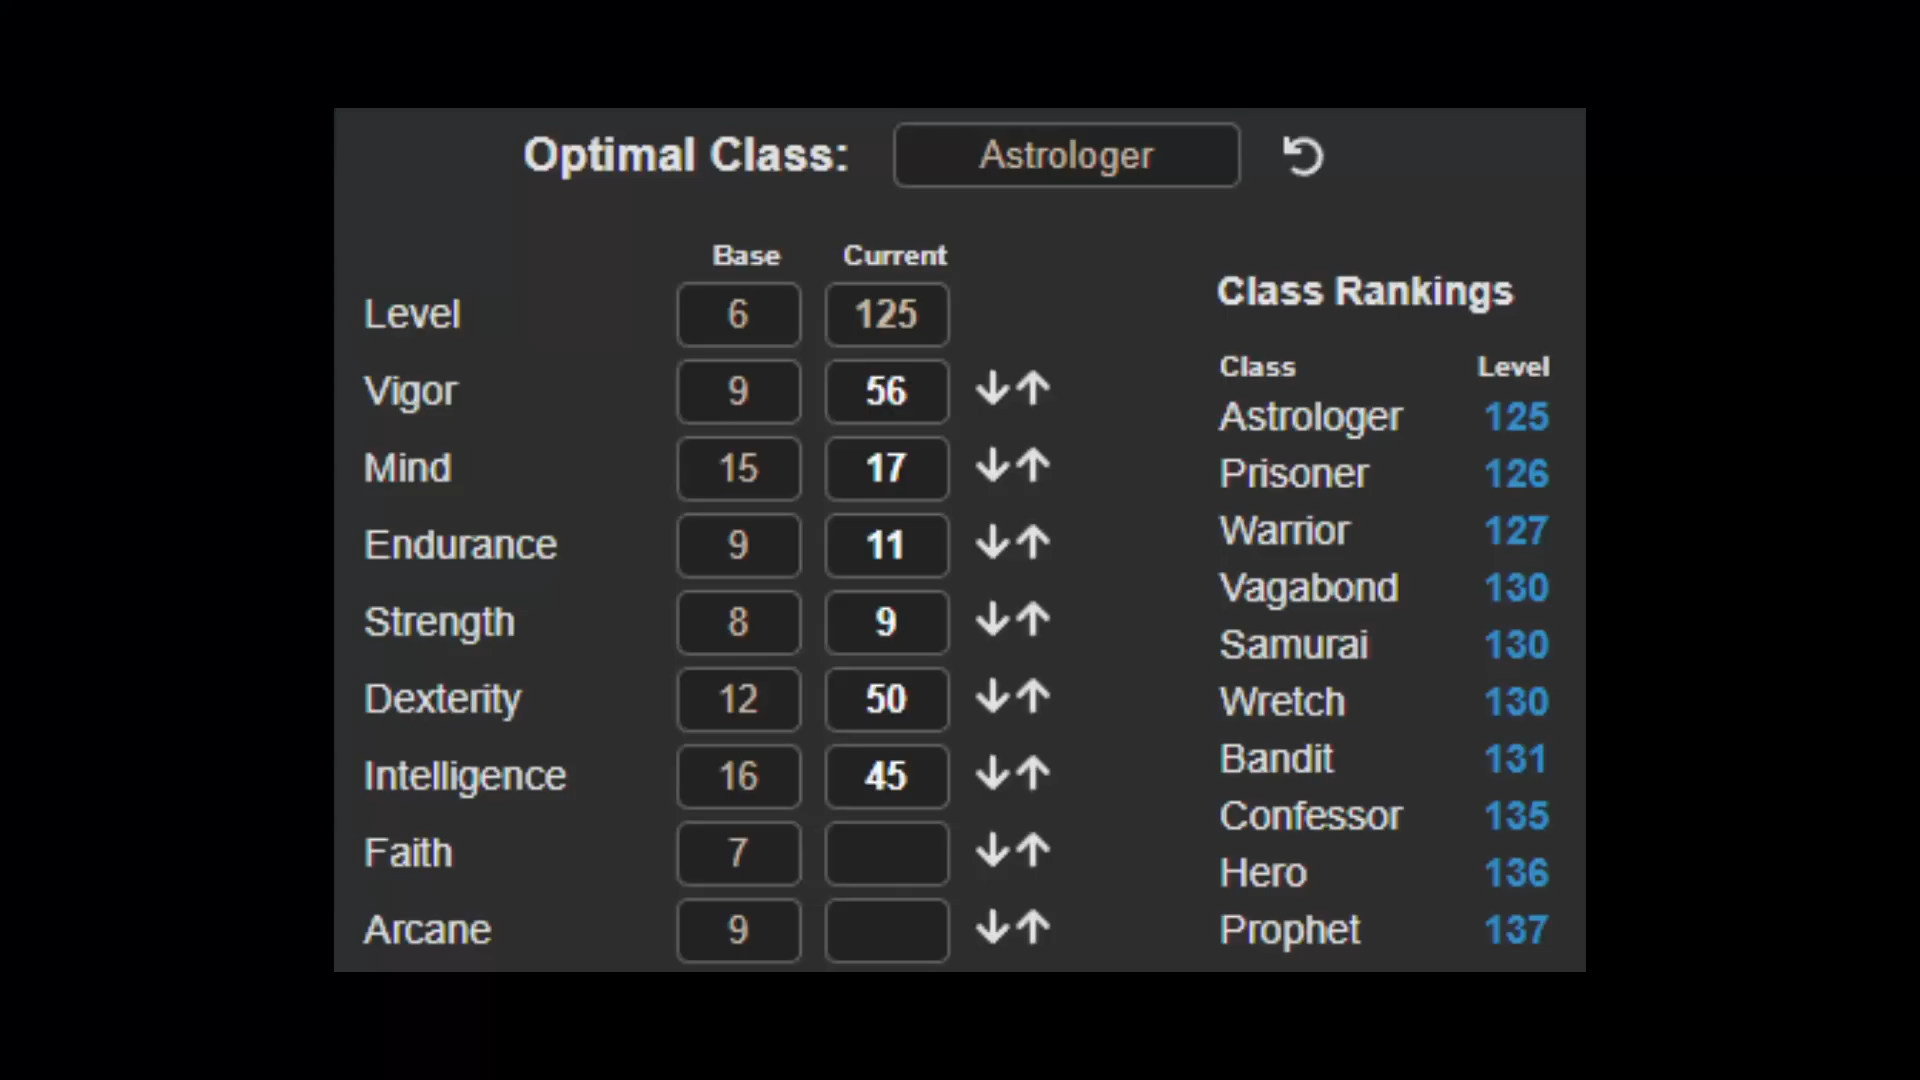 Optimal Class: Astrologer
Base Current
Level 6 125
Vigor 9 56
Mind 15 17
Endurance 9 11
Strength 8 9
Dexterity 12 50
Intelligence 16 45
Faith 7
Arcane 9
Class Rankings
Class Level
Astrologer 125
Prisoner 126
Warrior 127
Vagabond 130
Samurai 130
Wretch 130
Bandit 131
Confessor 135
Hero 136
Prophet 137